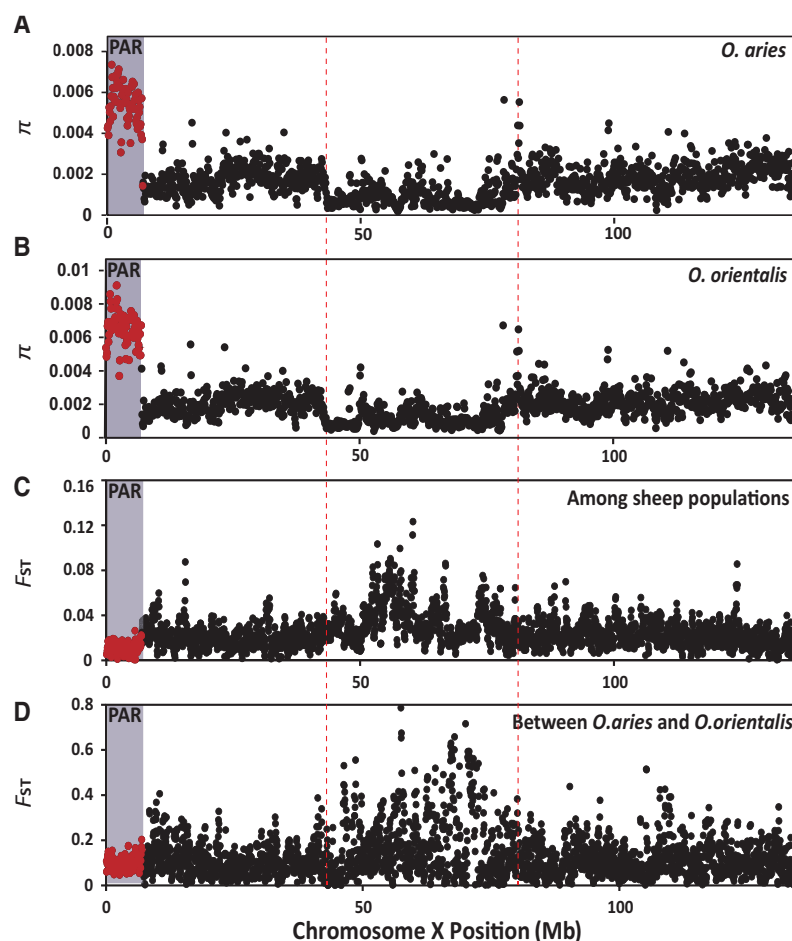 A
PAR
O. aries
π
0.008
0.006
0.004
0.002
0
0 50 100
B
PAR
O. orientalis
π
0.01
0.008
0.006
0.004
0.002
0
0 50 100
C
PAR
Among sheep populations
FST
0.16
0.12
0.08
0.04
0
0 50 100
D
PAR
Between O.aries and O.orientalis
FST
0.8
0.6
0.4
0.2
0
0 50 100
Chromosome X Position (Mb)